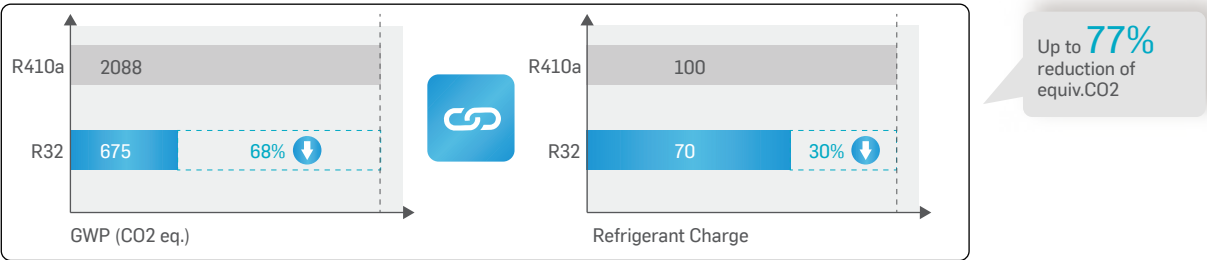 R410a
2088
R32
675
68%
GWP (CO2 eq.)
R410a
100
R32
70
30%
Refrigerant Charge
Up to 77%
reduction of
equiv.CO2